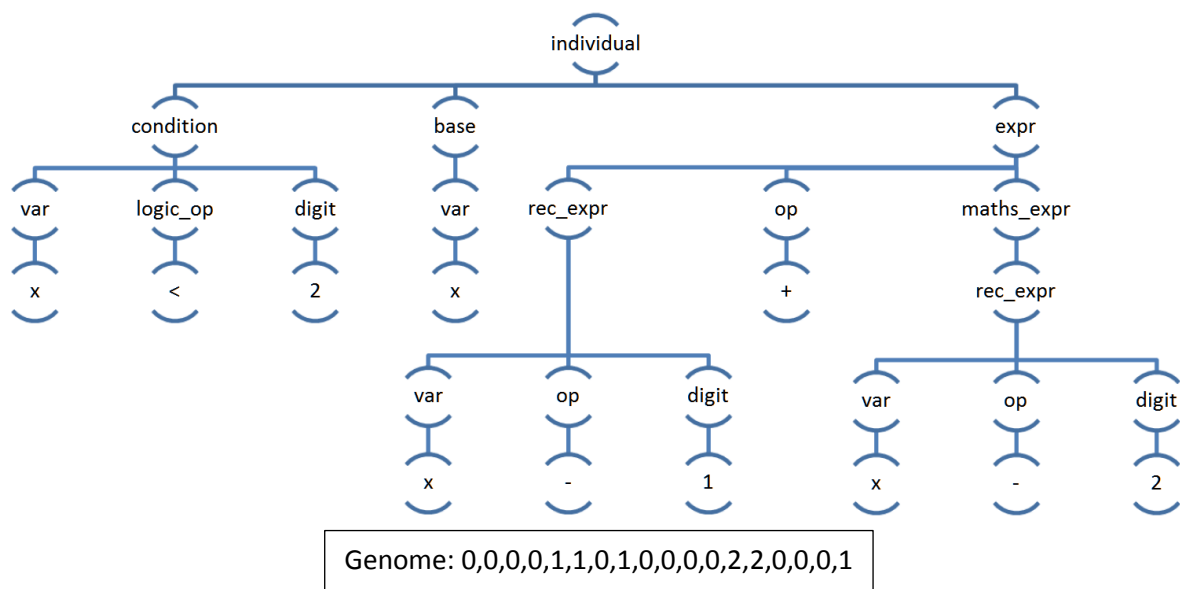 individual
condition base expr
var logic_op digit var rec_expr op maths_expr
x < 2 x + rec_expr
var op digit var op digit
x - 1 x - 2
Genome: 0,0,0,0,1,1,0,1,0,0,0,0,2,2,0,0,0,1